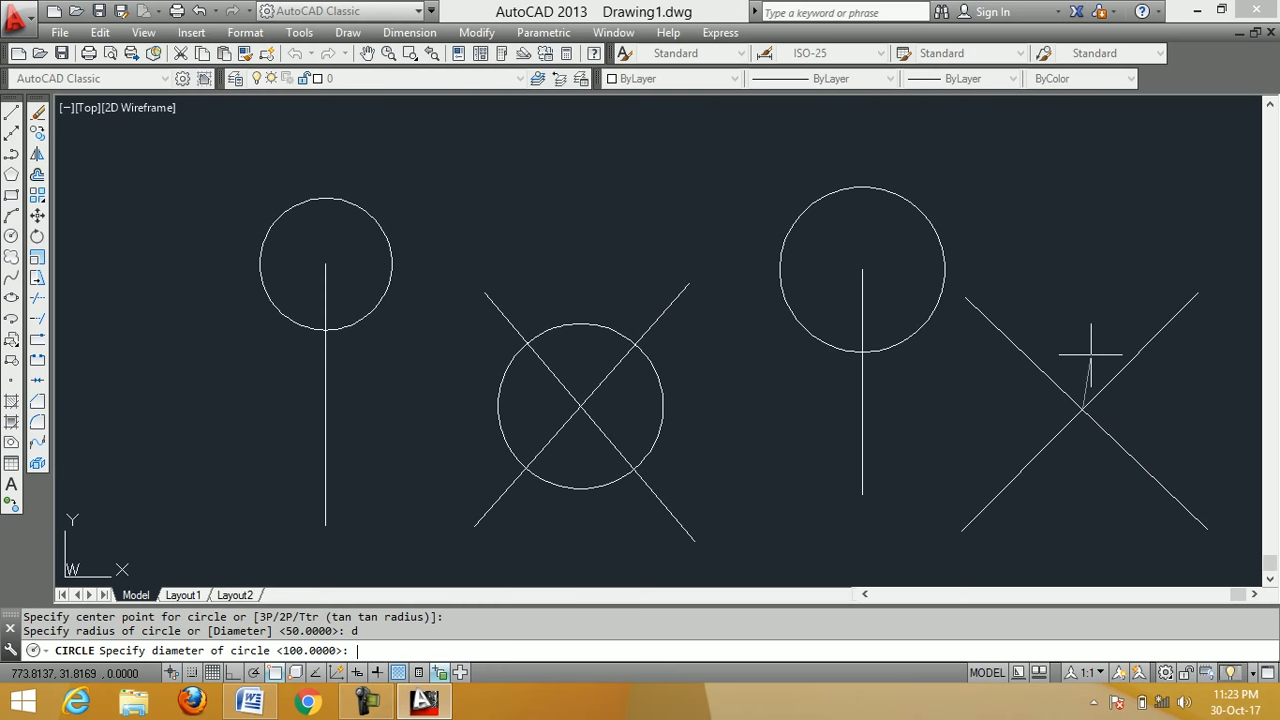 AutoCAD Classic
AutoCAD 2013 Drawing1.dwg
Type a keyword or phrase
Sign In
File Edit View Insert Format Tools Draw Dimension Modify Parametric Window Help Express
Standard ISO-25 Standard Standard
AutoCAD Classic 0 ByLayer ByLayer ByLayer ByColor
[−][Top][2D Wireframe]
Y
W X
Model Layout1 Layout2
Specify center point for circle or [3P/2P/Ttr (tan tan radius)]:
Specify radius of circle or [Diameter] <50.0000>: d
CIRCLE Specify diameter of circle <100.0000>:
773.8137, 31.8169 , 0.0000 MODEL 1:1
11:23 PM
30-Oct-17